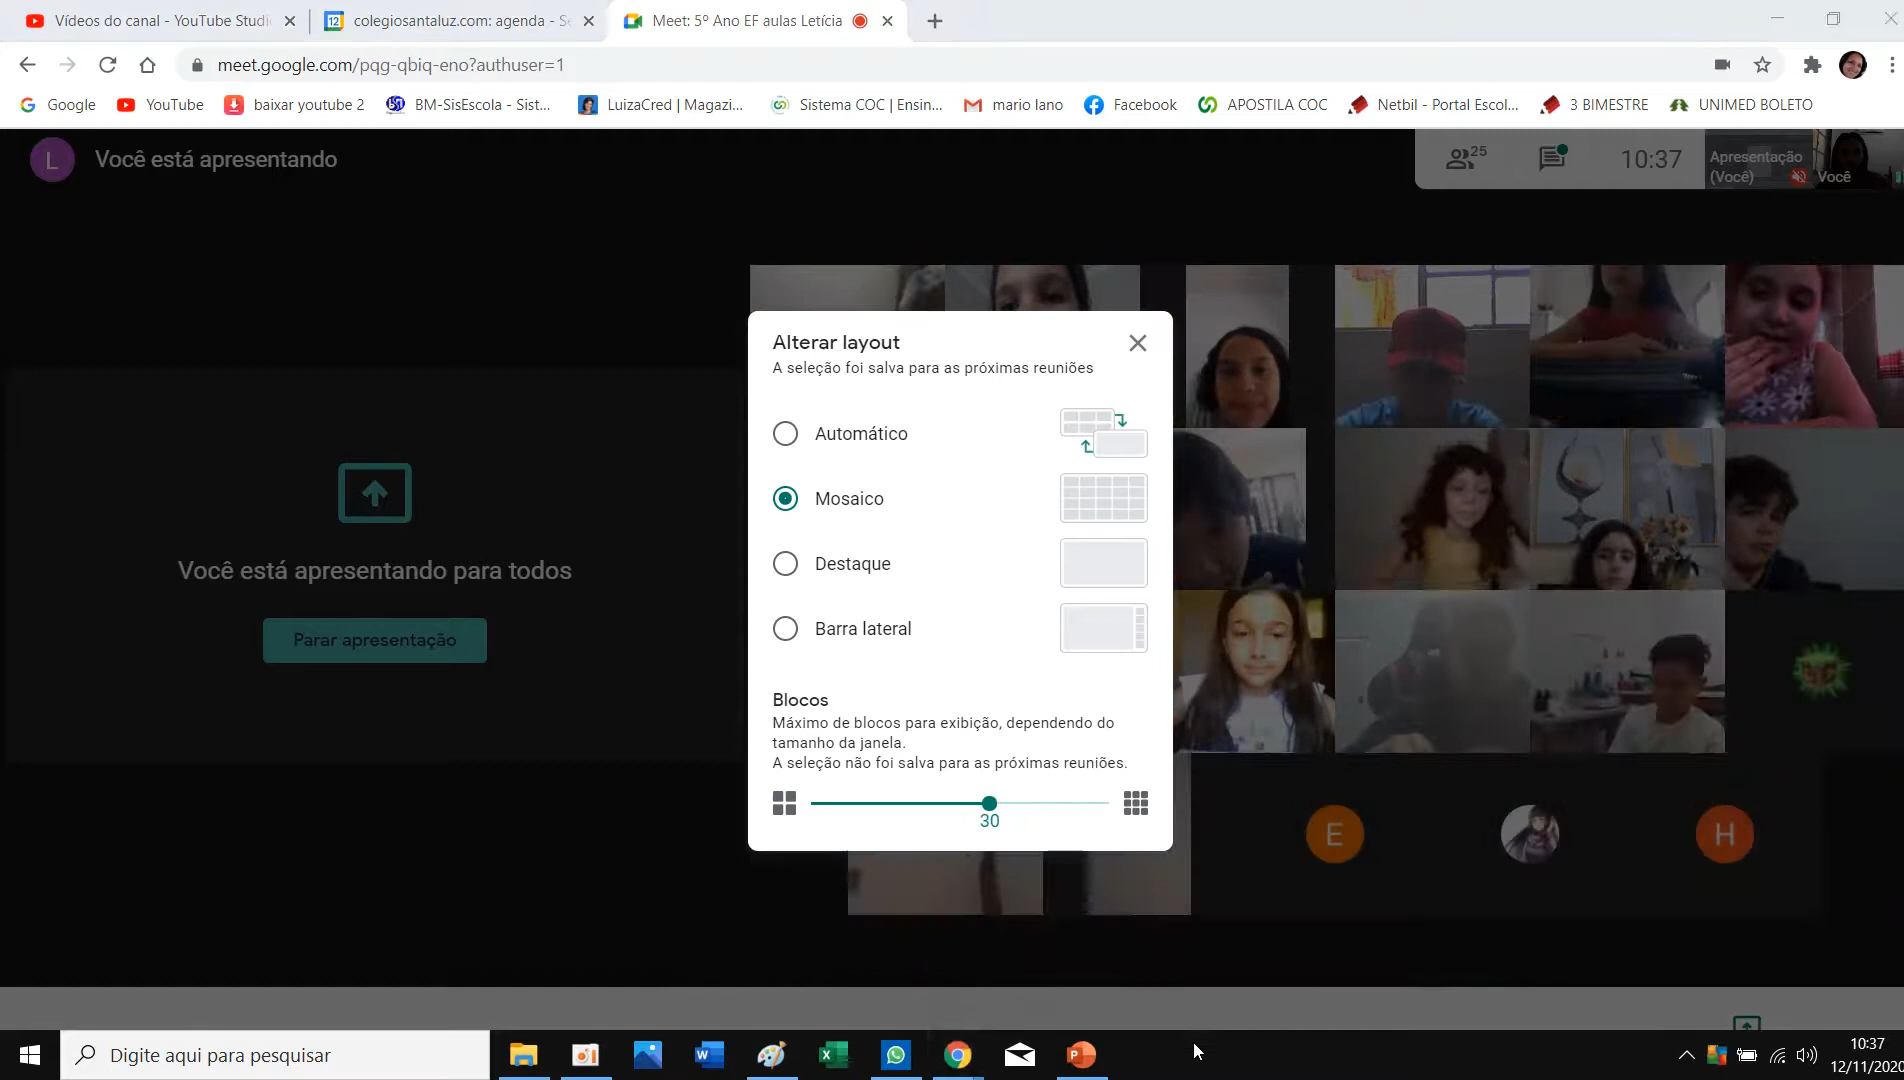 Vídeos do canal - YouTube Studi
12
colegiosantaluz.com: agenda - Se
Meet: 5º Ano EF aulas Letícia
meet.google.com/pqg-qbiq-eno?authuser=1
Google
YouTube
baixar youtube 2
BM-SisEscola - Sist...
LuizaCred | Magazi...
Sistema COC | Ensin...
mario lano
Facebook
APOSTILA COC
Netbil - Portal Escol...
3 BIMESTRE
UNIMED BOLETO
L
Você está apresentando
25
10:37
Apresentação
(Você)
Você
Alterar layout
A seleção foi salva para as próximas reuniões
Automático
Mosaico
Destaque
Barra lateral
Você está apresentando para todos
Parar apresentação
Blocos
Máximo de blocos para exibição, dependendo do
tamanho da janela.
A seleção não foi salva para as próximas reuniões.
30
E
H
Digite aqui para pesquisar
10:37
12/11/2020